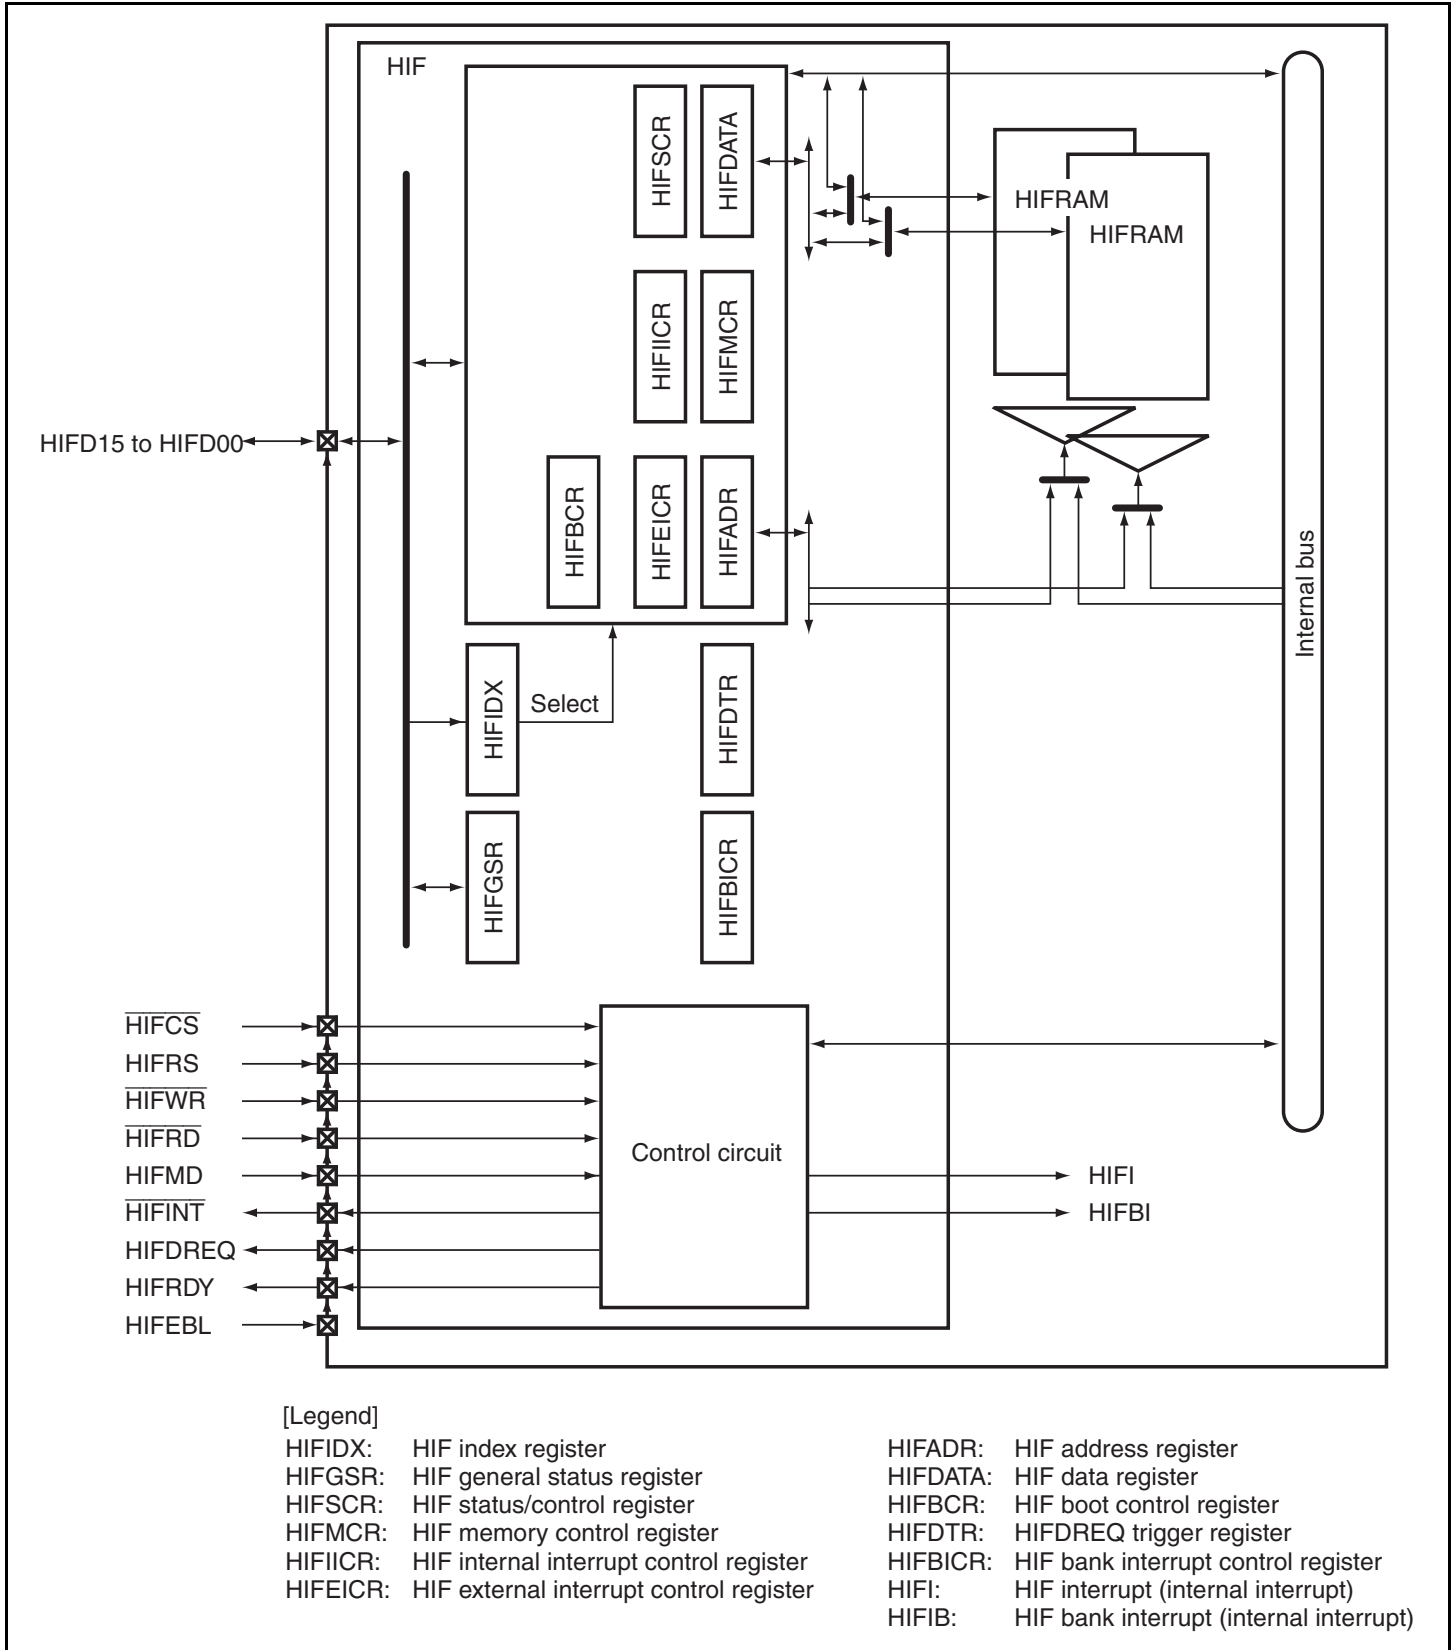 HIF
HIFSCR
HIFDATA
HIFIICR
HIFMCR
HIFBCR
HIFEICR
HIFADR
HIFRAM
HIFRAM
Internal bus
HIFD15 to HIFD00
HIFIDX
Select
HIFDTR
HIFGSR
HIFBICR
HIFCS
HIFRS
HIFWR
HIFRD
HIFMD
HIFINT
HIFDREQ
HIFRDY
HIFEBL
Control circuit
HIFI
HIFBI
[Legend]
HIFIDX: HIF index register
HIFGSR: HIF general status register
HIFSCR: HIF status/control register
HIFMCR: HIF memory control register
HIFIICR: HIF internal interrupt control register
HIFEICR: HIF external interrupt control register
HIFADR: HIF address register
HIFDATA: HIF data register
HIFBCR: HIF boot control register
HIFDTR: HIFDREQ trigger register
HIFBICR: HIF bank interrupt control register
HIFI: HIF interrupt (internal interrupt)
HIFIB: HIF bank interrupt (internal interrupt)